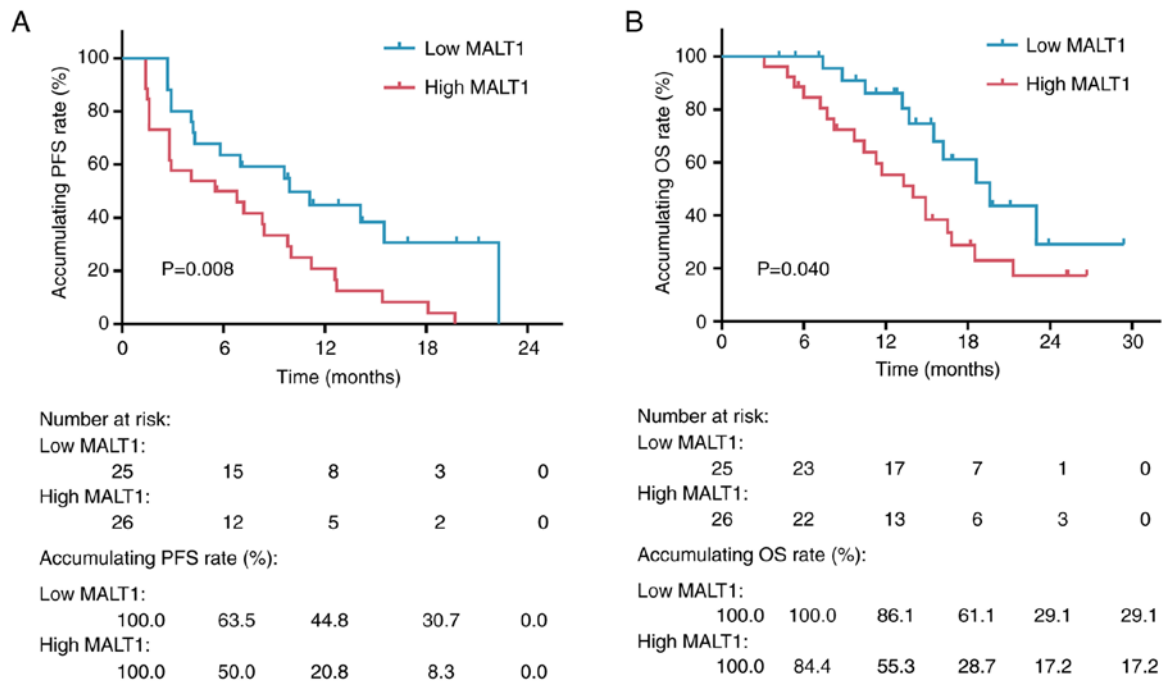 A
Accumulating PFS rate (%)
100
80
60
40
20
0
Low MALT1
High MALT1
P=0.008
0 6 12 18 24
Time (months)
Number at risk:
Low MALT1:
25 15 8 3 0
High MALT1:
26 12 5 2 0
Accumulating PFS rate (%):
Low MALT1:
100.0 63.5 44.8 30.7 0.0
High MALT1:
100.0 50.0 20.8 8.3 0.0
B
Accumulating OS rate (%)
100
80
60
40
20
0
Low MALT1
High MALT1
P=0.040
0 6 12 18 24 30
Time (months)
Number at risk:
Low MALT1:
25 23 17 7 1 0
High MALT1:
26 22 13 6 3 0
Accumulating OS rate (%):
Low MALT1:
100.0 100.0 86.1 61.1 29.1 29.1
High MALT1:
100.0 84.4 55.3 28.7 17.2 17.2